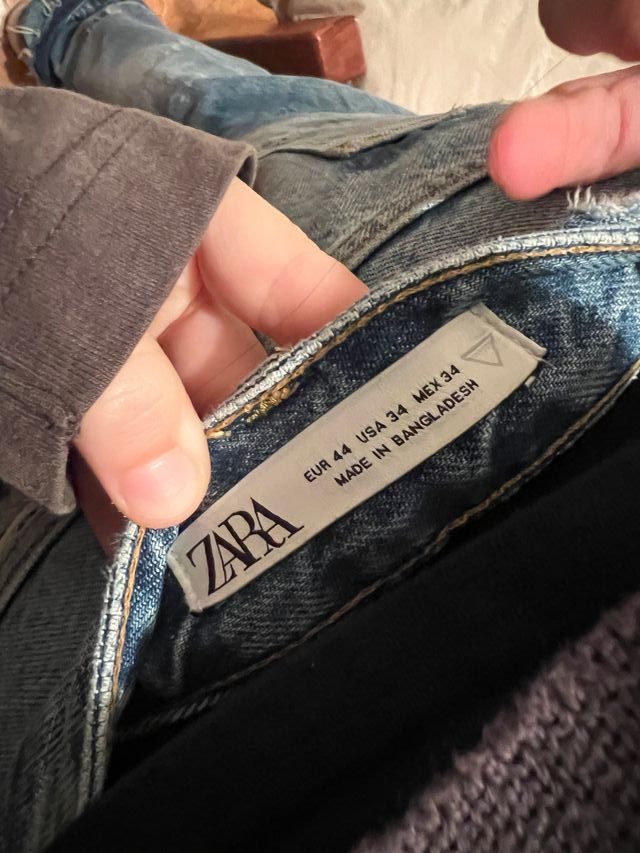 ZARA
EUR 44 USA 34 MEX 34
MADE IN BANGLADESH